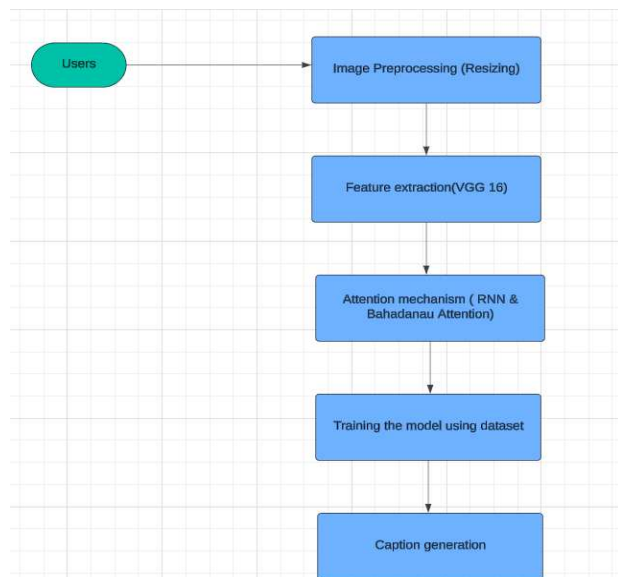 Users
Image Preprocessing (Resizing)
Feature extraction(VGG 16)
Attention mechanism ( RNN &
Bahadanau Attention)
Training the model using dataset
Caption generation